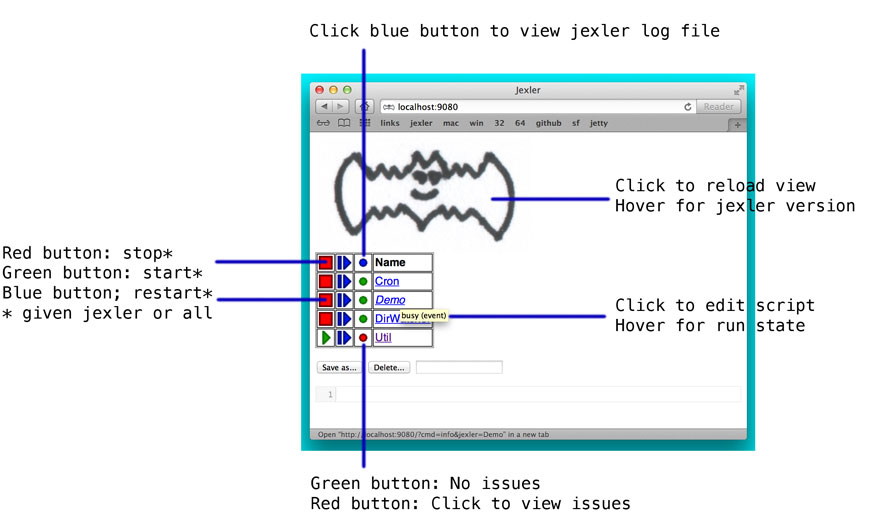 Click blue button to view jexler log file
Jexler
localhost:9080
Reader
links jexler mac win 32 64 github sf jetty
Click to reload view
Hover for jexler version
Red button: stop*
Green button: start*
Blue button; restart*
* given jexler or all
Name
Cron
Demo
busy (event)
Util
Click to edit script
Hover for run state
Save as...
Delete...
1
Open "http://localhost:9080/?cmd=info&jexler=Demo" in a new tab
Green button: No issues
Red button: Click to view issues